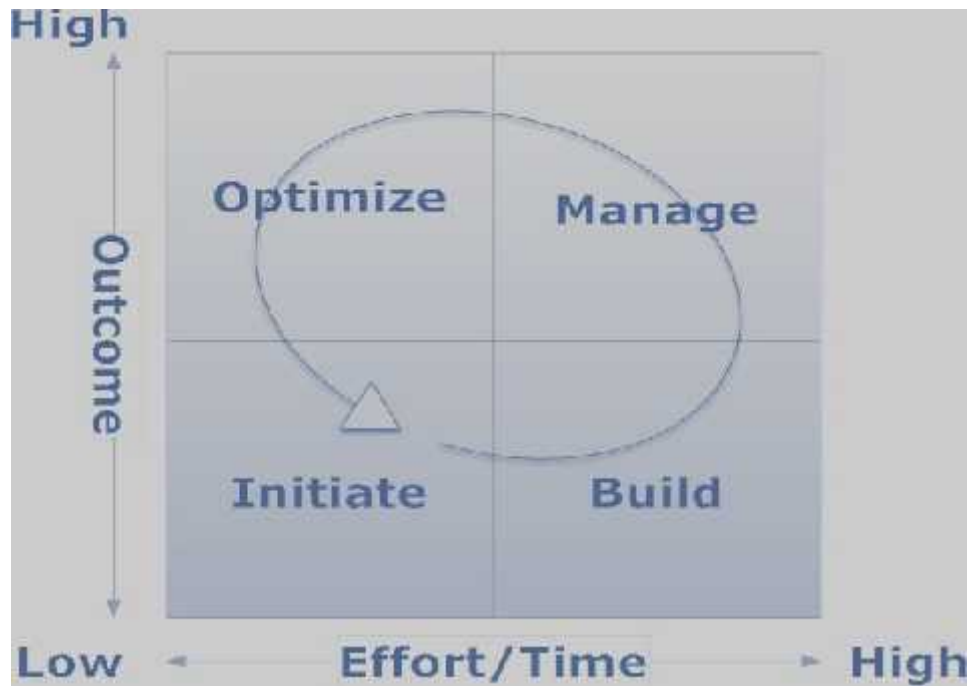 High
Optimize
Manage
Outcome
Initiate
Build
Low
Effort/Time
High